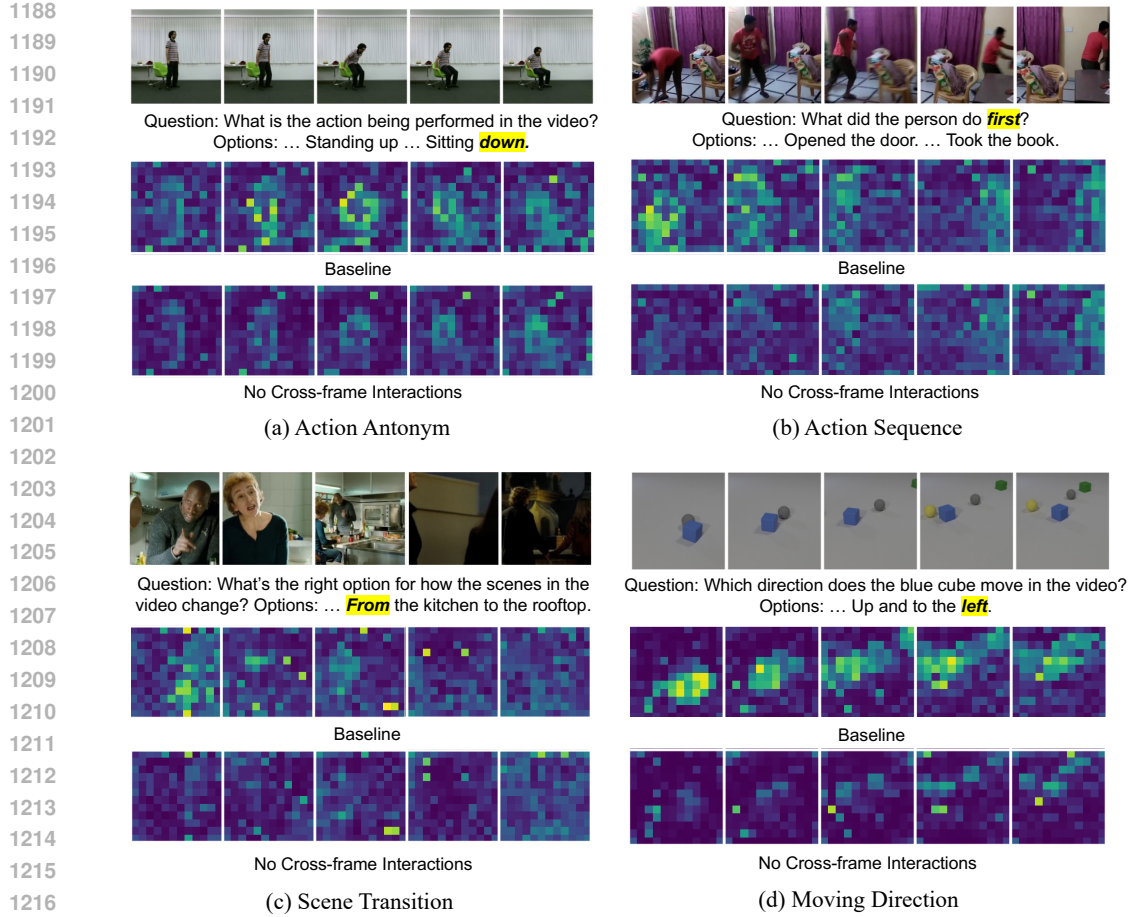 1188
1189
1190
1191
1192
1193
1194
1195
1196
1197
1198
1199
1200
1201
1202
1203
1204
1205
1206
1207
1208
1209
1210
1211
1212
1213
1214
1215
1216
Question: What is the action being performed in the video?
Options: ... Standing up ... Sitting down.
Baseline
No Cross-frame Interactions
(a) Action Antonym
Question: What did the person do first?
Options: ... Opened the door. ... Took the book.
Baseline
No Cross-frame Interactions
(b) Action Sequence
Question: What's the right option for how the scenes in the
video change? Options: ... From the kitchen to the rooftop.
Baseline
No Cross-frame Interactions
(c) Scene Transition
Question: Which direction does the blue cube move in the video?
Options: ... Up and to the left.
Baseline
No Cross-frame Interactions
(d) Moving Direction